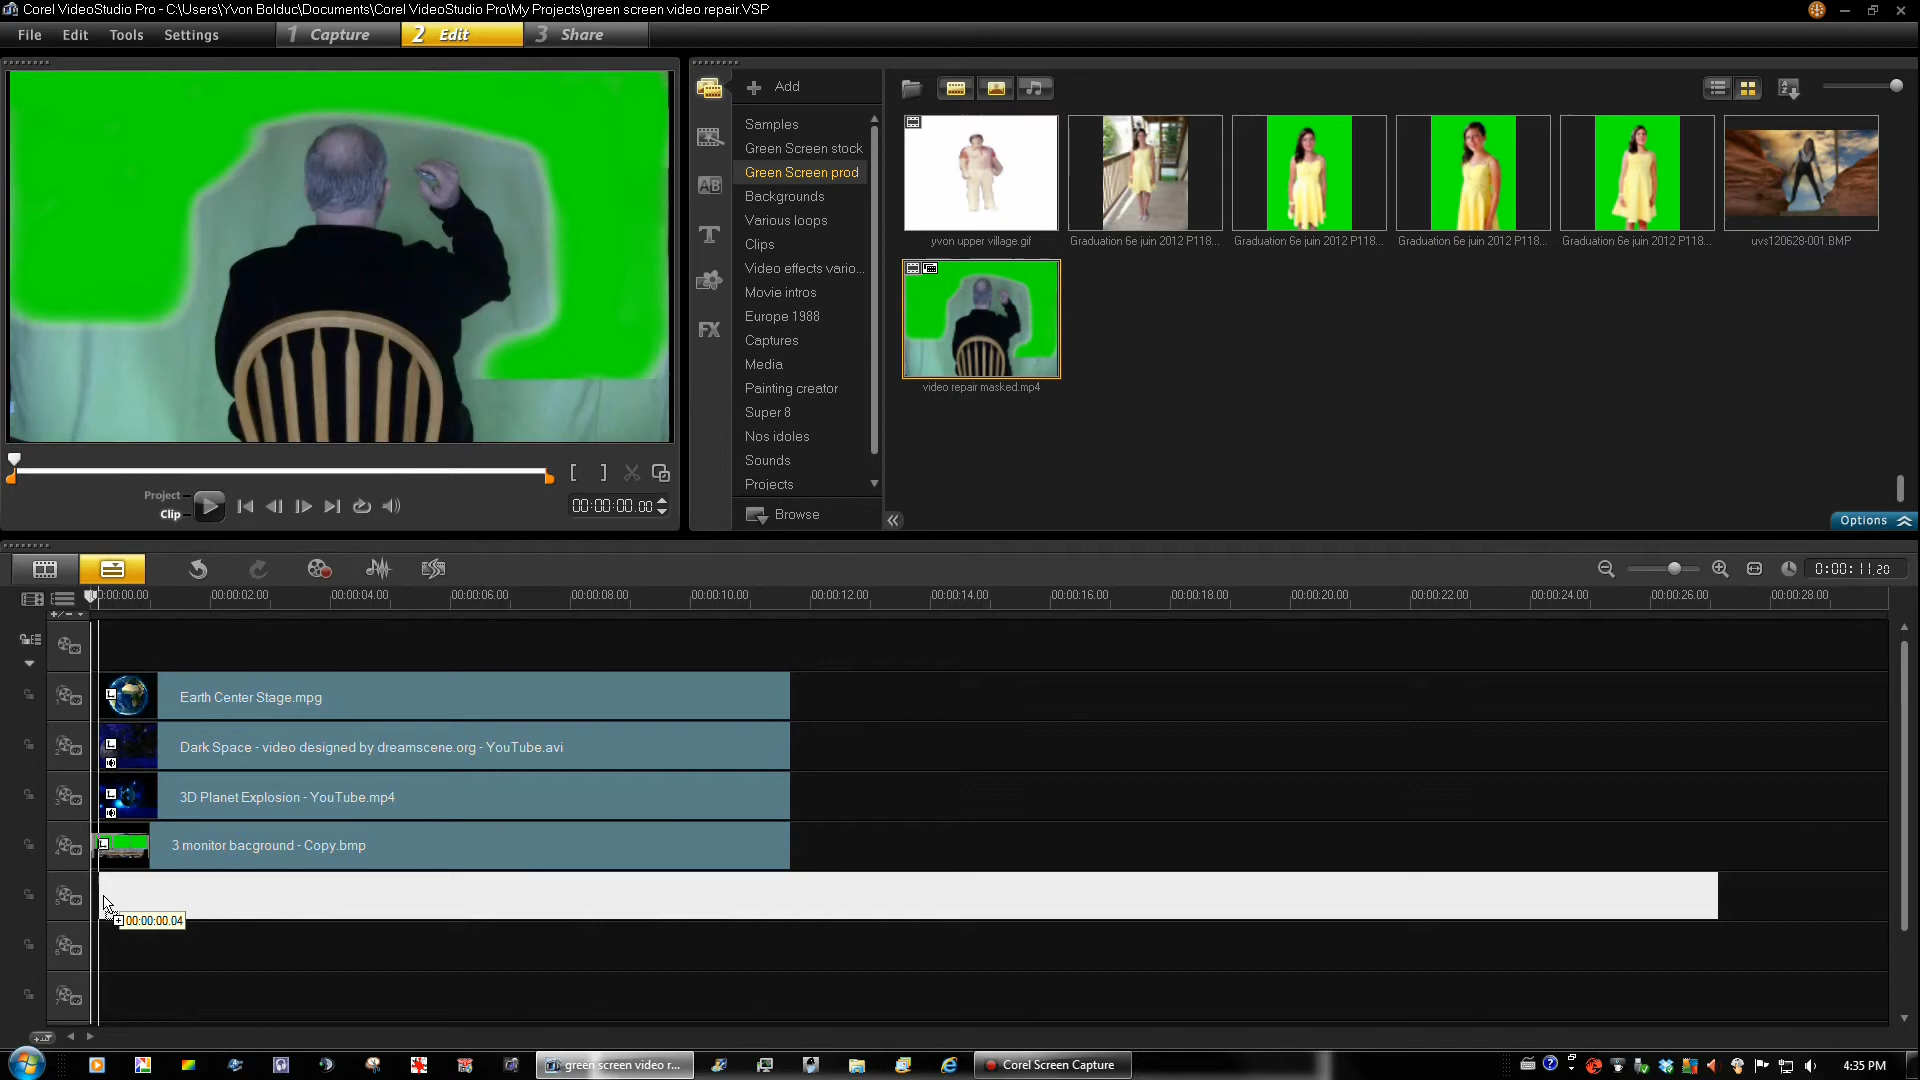 Corel VideoStudio Pro - C:\Users\Yvon Bolduc\Documents\Corel VideoStudio Pro\My Projects\green screen video repair.VSP
File Edit Tools Settings 1 Capture 2 Edit 3 Share
Add
Samples
Green Screen stock
Green Screen prod
Backgrounds
Various loops
Clips
Video effects vario...
Movie intros
Europe 1988
Captures
Media
Painting creator
Super 8
Nos idoles
Sounds
Projects
Browse
yvon upper village.gif
Graduation 6e juin 2012 P118...
Graduation 6e juin 2012 P118...
Graduation 6e juin 2012 P118...
Graduation 6e juin 2012 P118...
uvs120628-001.BMP
video repair masked.mp4
AB
T
FX
Project
Clip
[ ]
00:00:00.00
Options
0:00:11.20
00:00:00.00 00:00:02.00 00:00:04.00 00:00:06.00 00:00:08.00 00:00:10.00 00:00:12.00 00:00:14.00 00:00:16.00 00:00:18.00 00:00:20.00 00:00:22.00 00:00:24.00 00:00:26.00 00:00:28.00
1 Earth Center Stage.mpg
2 Dark Space - video designed by dreamscene.org - YouTube.avi
3 3D Planet Explosion - YouTube.mp4
4 3 monitor bacground - Copy.bmp
5
00:00:00.04
6
7
green screen video r...
Corel Screen Capture
4:35 PM